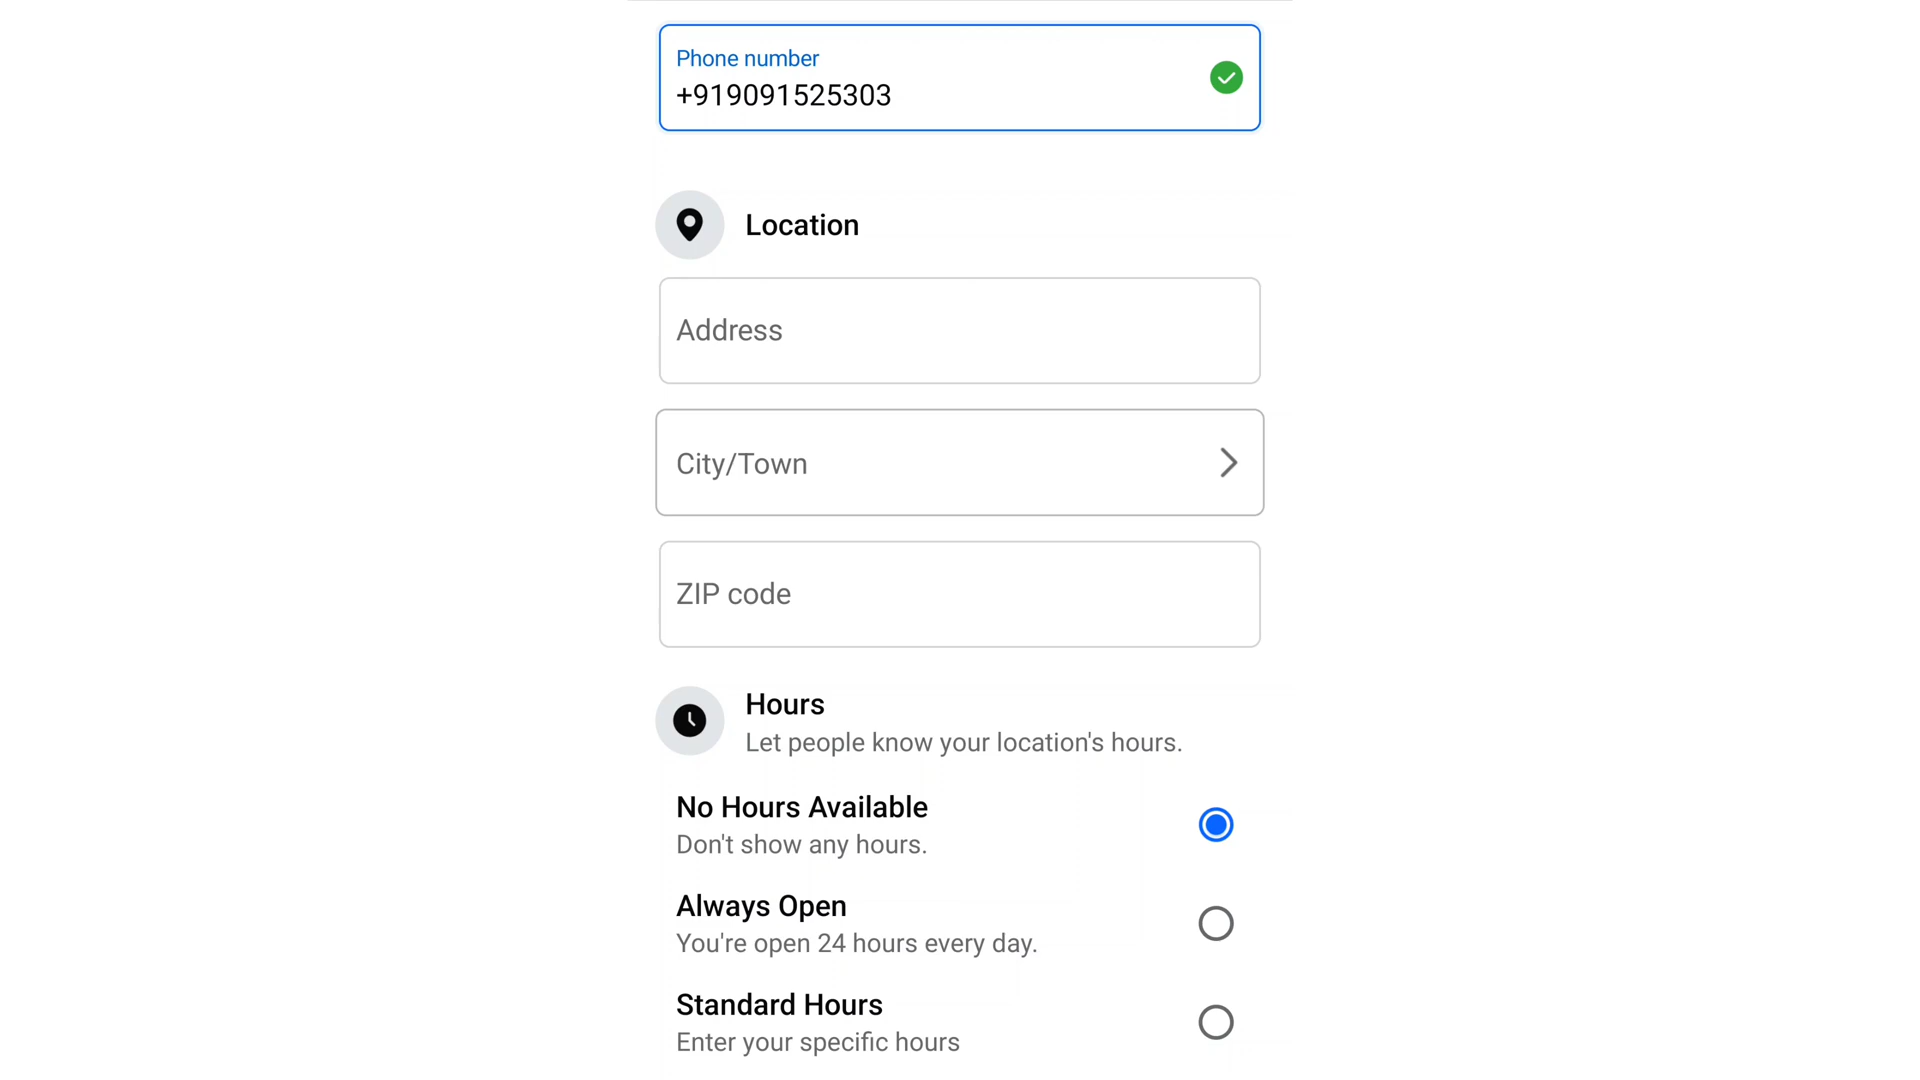 Phone number
+919091525303
Location
Address
City/Town
ZIP code
Hours
Let people know your location's hours.
No Hours Available
Don't show any hours.
Always Open
You're open 24 hours every day.
Standard Hours
Enter your specific hours